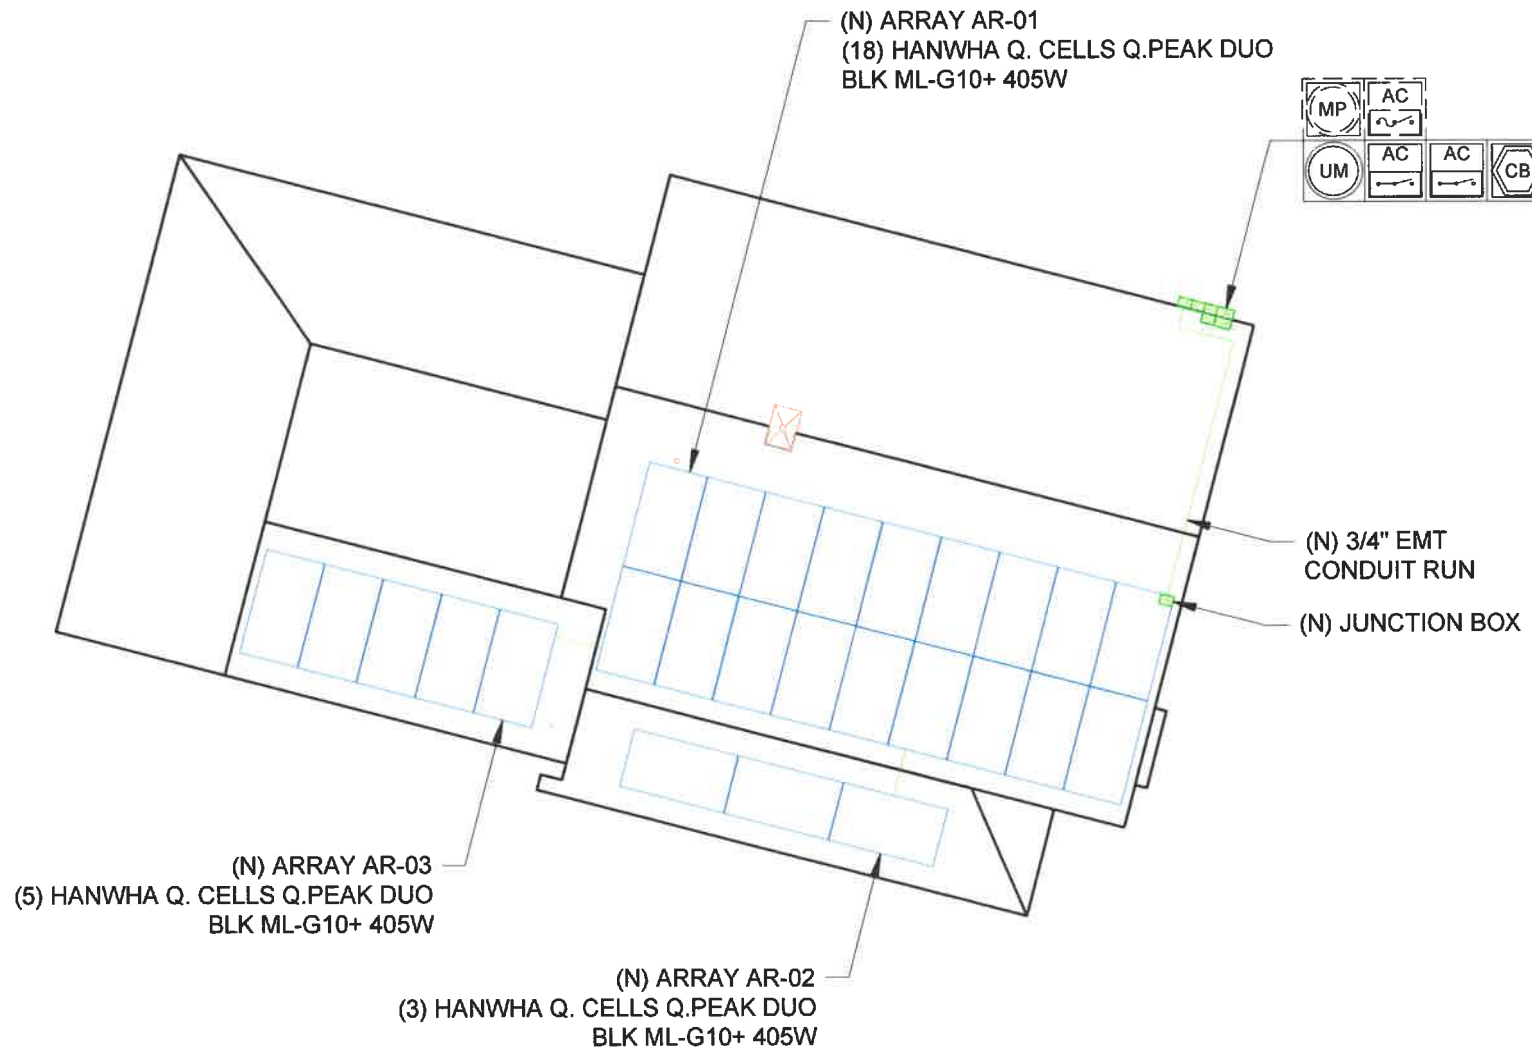 (N) ARRAY AR-01
(18) HANWHA Q. CELLS Q.PEAK DUO
BLK ML-G10+ 405W
MP AC
UM AC AC CB
(N) 3/4" EMT
CONDUIT RUN
(N) JUNCTION BOX
(N) ARRAY AR-03
(5) HANWHA Q. CELLS Q.PEAK DUO
BLK ML-G10+ 405W
(N) ARRAY AR-02
(3) HANWHA Q. CELLS Q.PEAK DUO
BLK ML-G10+ 405W